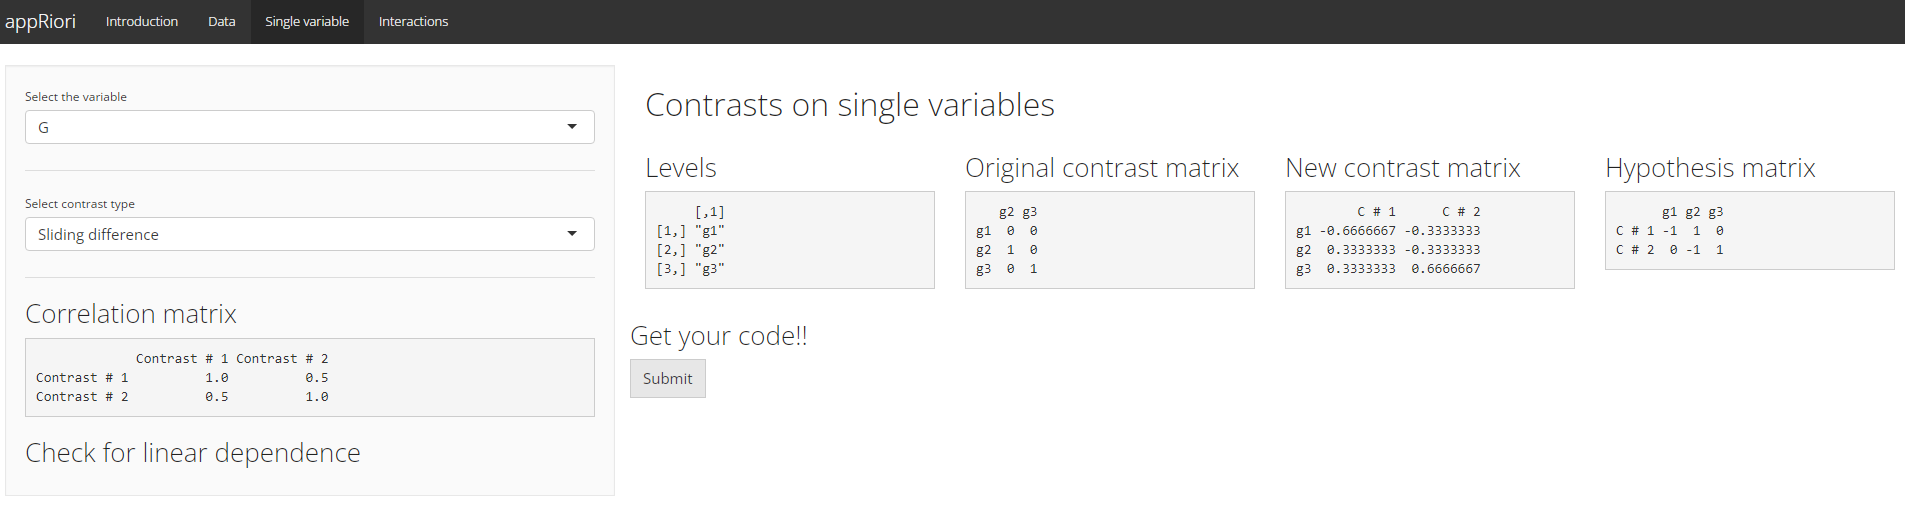 appRiori Introduction Data Single variable Interactions
Select the variable
G
Select contrast type
Sliding difference
Correlation matrix
Contrast # 1 Contrast # 2
Contrast # 1 1.0 0.5
Contrast # 2 0.5 1.0
Check for linear dependence
Contrasts on single variables
Levels
[,1]
[1,] "g1"
[2,] "g2"
[3,] "g3"
Original contrast matrix
g2 g3
g1 0 0
g2 1 0
g3 0 1
New contrast matrix
C # 1 C # 2
g1 -0.6666667 -0.3333333
g2 0.3333333 -0.3333333
g3 0.3333333 0.6666667
Hypothesis matrix
g1 g2 g3
C # 1 -1 1 0
C # 2 0 -1 1
Get your code!!
Submit